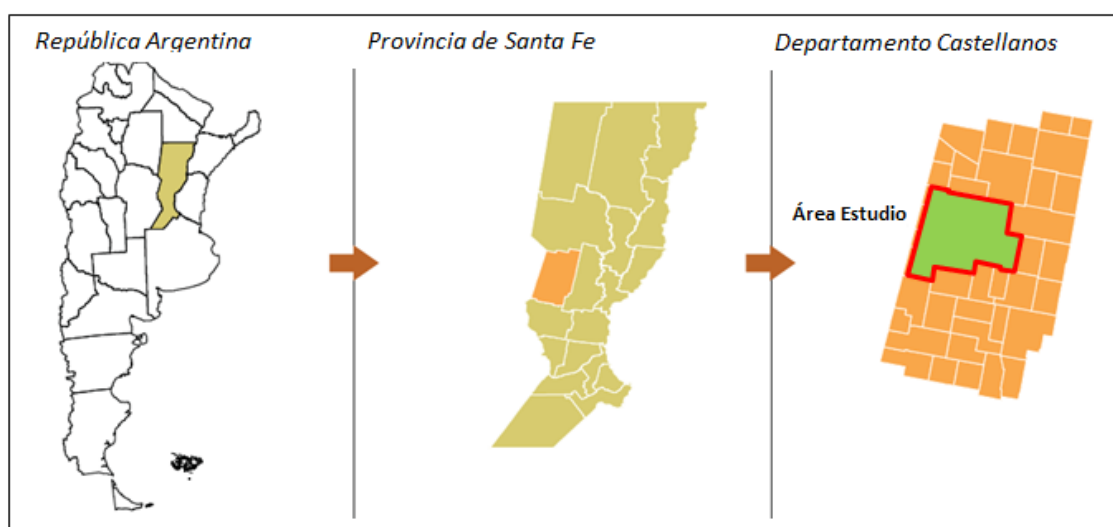 República Argentina
Provincia de Santa Fe
Departamento Castellanos
Área Estudio